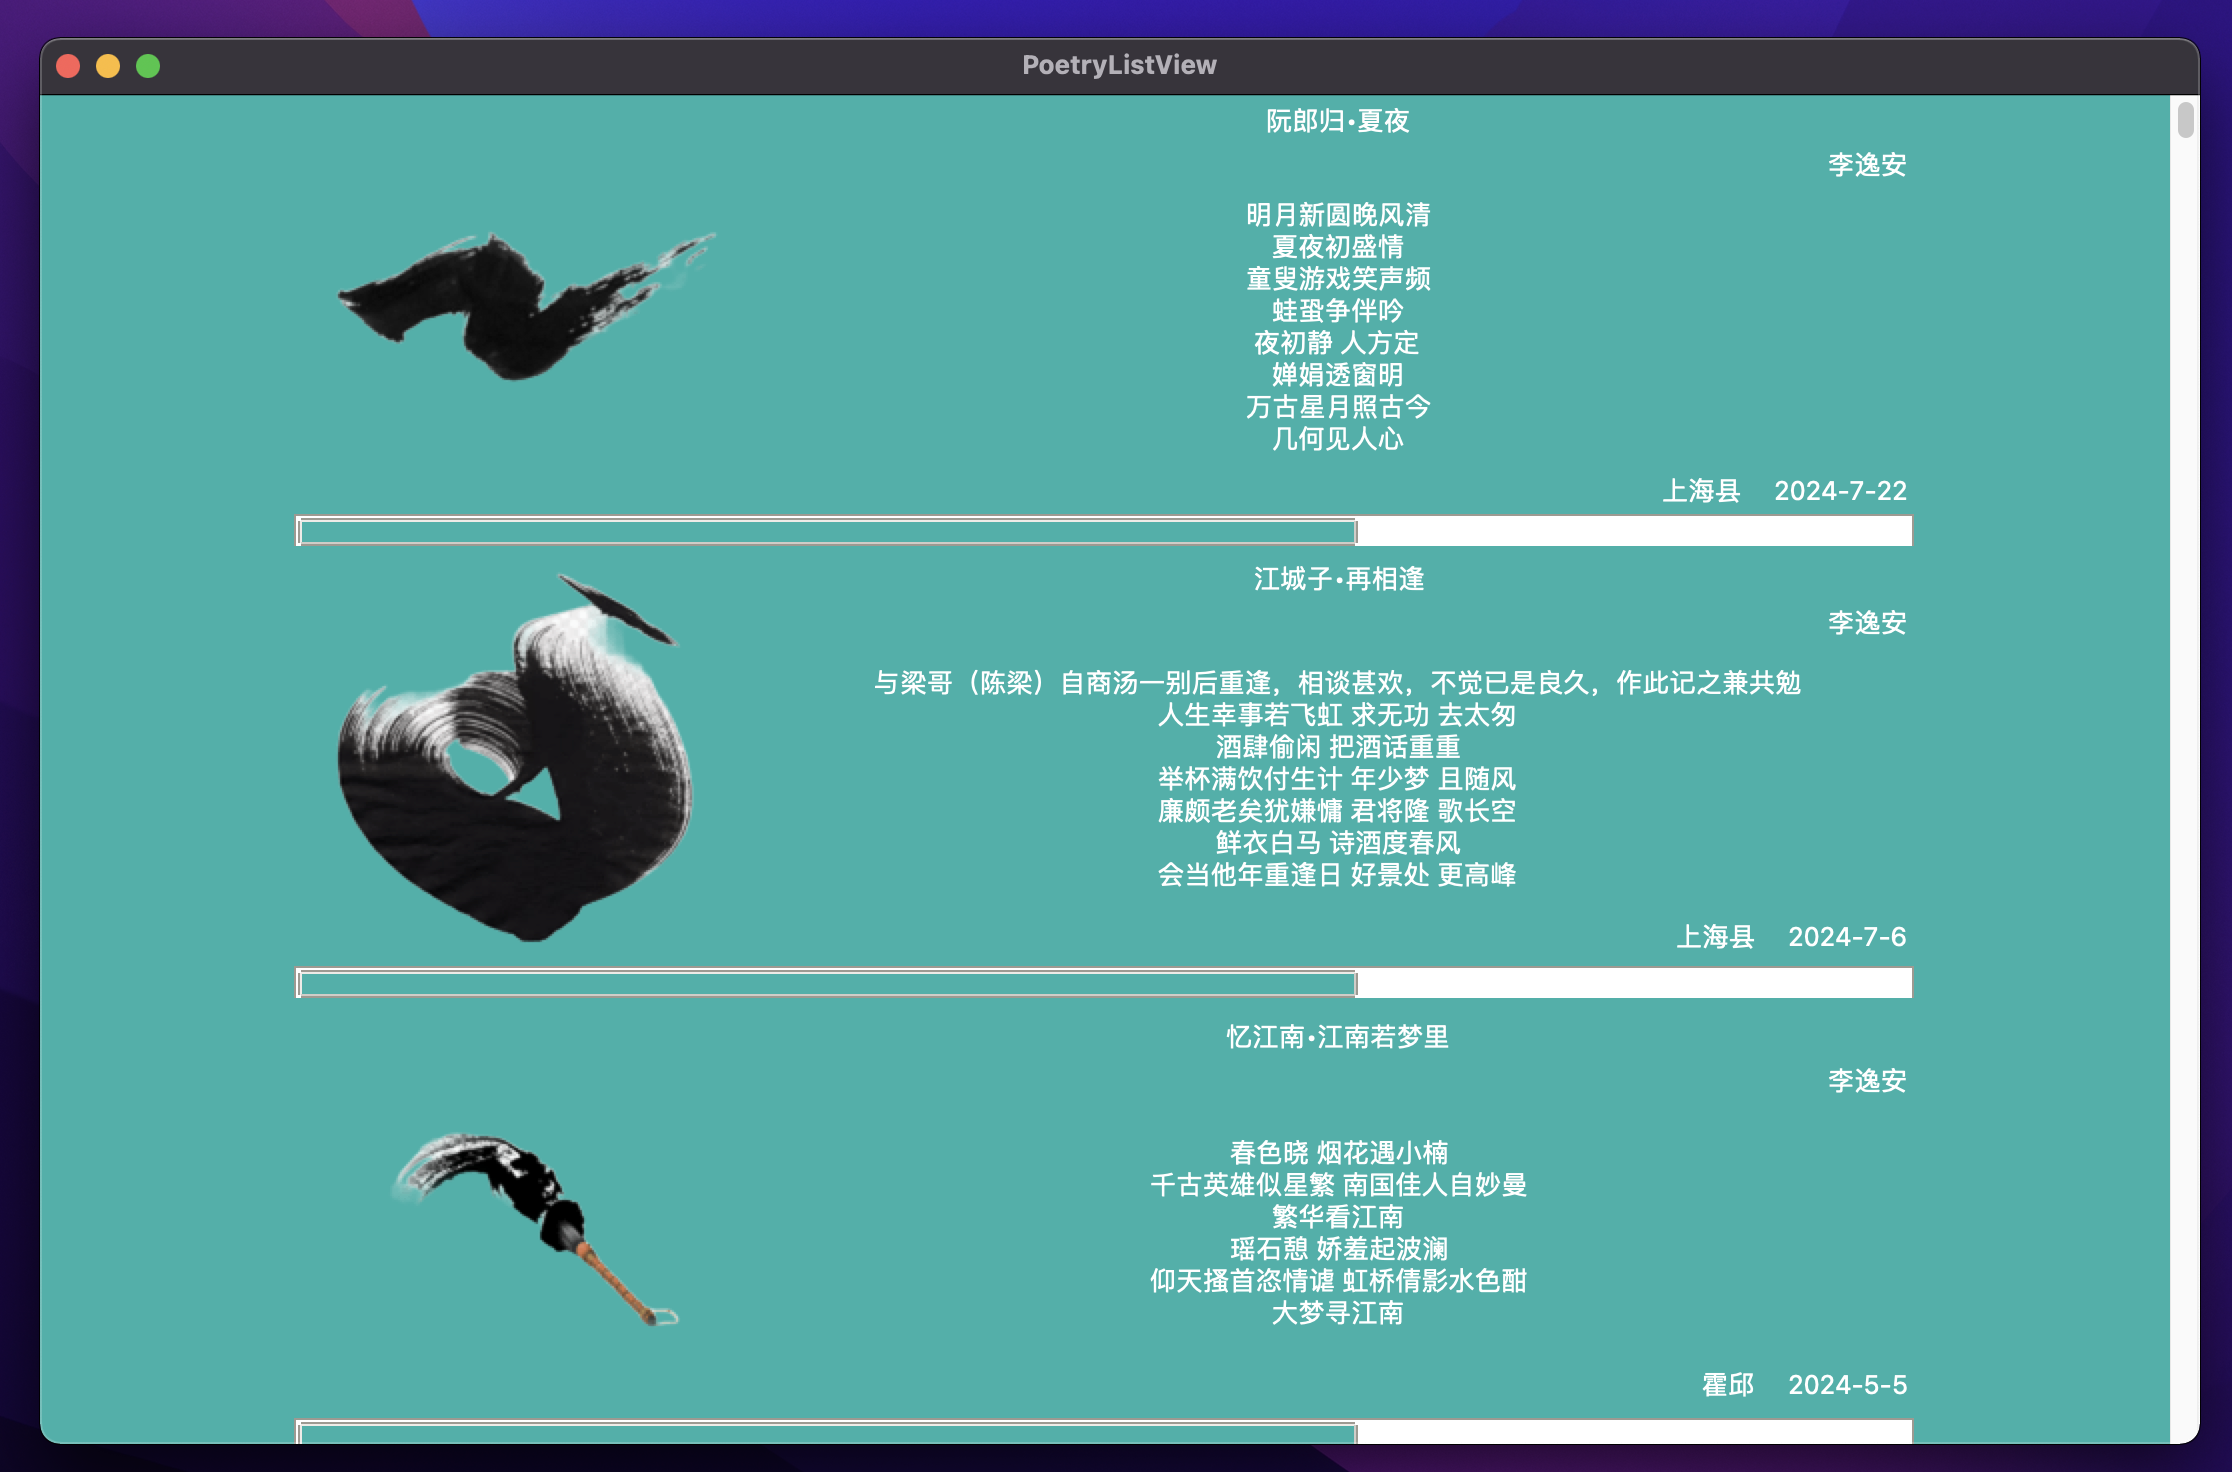 PoetryListView
阮郎归·夏夜
李逸安
明月新圆晚风清
夏夜初盛情
童叟游戏笑声频
蛙蛩争伴吟
夜初静 人方定
婵娟透窗明
万古星月照古今
几何见人心
上海县 2024-7-22
江城子·再相逢
李逸安
与梁哥（陈梁）自商汤一别后重逢，相谈甚欢，不觉已是良久，作此记之兼共勉
人生幸事若飞虹 求无功 去太匆
酒肆偷闲 把酒话重重
举杯满饮付生计 年少梦 且随风
廉颇老矣犹嫌慵 君将隆 歌长空
鲜衣白马 诗酒度春风
会当他年重逢日 好景处 更高峰
上海县 2024-7-6
忆江南·江南若梦里
李逸安
春色晓 烟花遇小楠
千古英雄似星繁 南国佳人自妙曼
繁华看江南
瑶石憩 娇羞起波澜
仰天搔首恣情谑 虹桥倩影水色酣
大梦寻江南
霍邱 2024-5-5